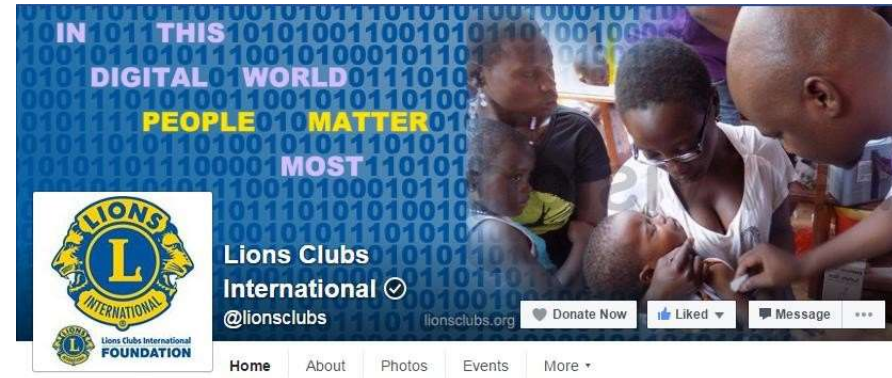 IN THIS
DIGITAL WORLD
PEOPLE MATTER
MOST
LIONS
L
INTERNATIONAL
Lions Clubs International
FOUNDATION
Lions Clubs
International
@lionsclubs
lionsclubs.org
Donate Now
Liked
Message
Home
About
Photos
Events
More